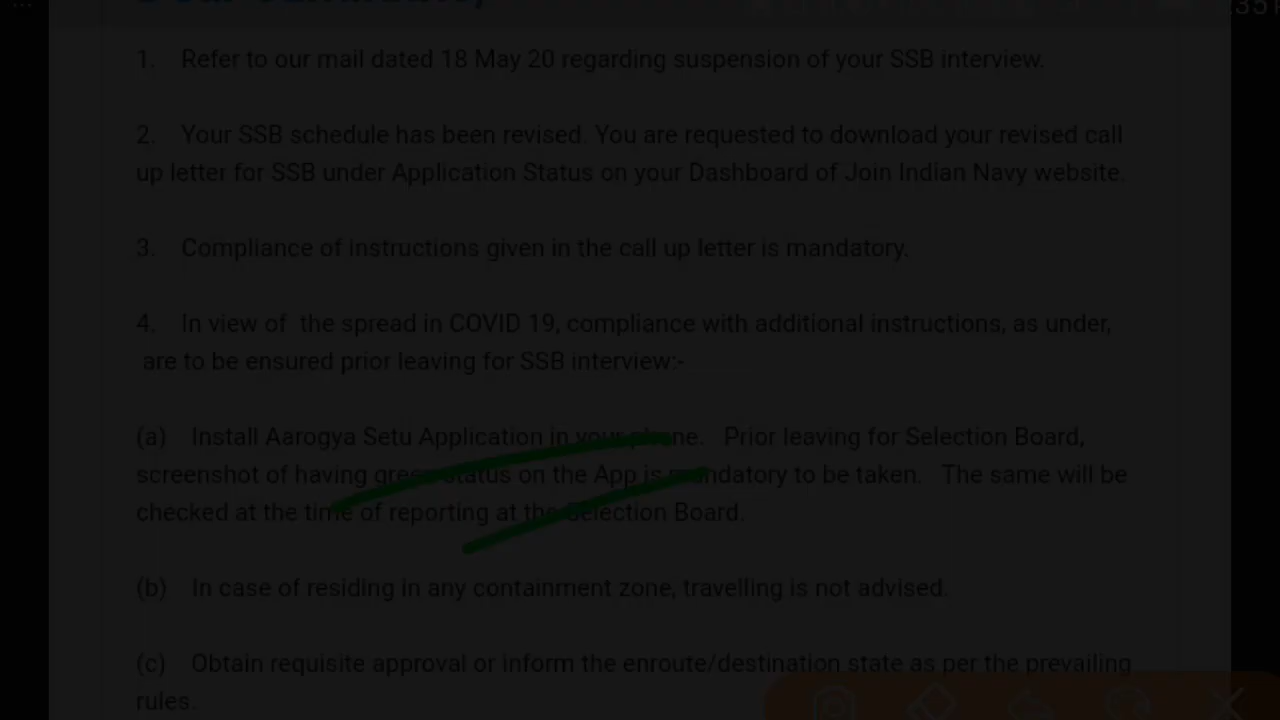 1. Refer to our mail dated 18 May 20 regarding suspension of your SSB interview.
2. Your SSB schedule has been revised. You are requested to download your revised call
up letter for SSB under Application Status on your Dashboard of Join Indian Navy website.
3. Compliance of instructions given in the call up letter is mandatory.
4. In view of the spread in COVID 19, compliance with additional instructions, as under,
are to be ensured prior leaving for SSB interview:-
(a) Install Aarogya Setu Application in your phone. Prior leaving for Selection Board,
screenshot of having green status on the App is mandatory to be taken. The same will be
checked at the time of reporting at the Selection Board.
(b) In case of residing in any containment zone, travelling is not advised.
(c) Obtain requisite approval or inform the enroute/destination state as per the prevailing
rules.